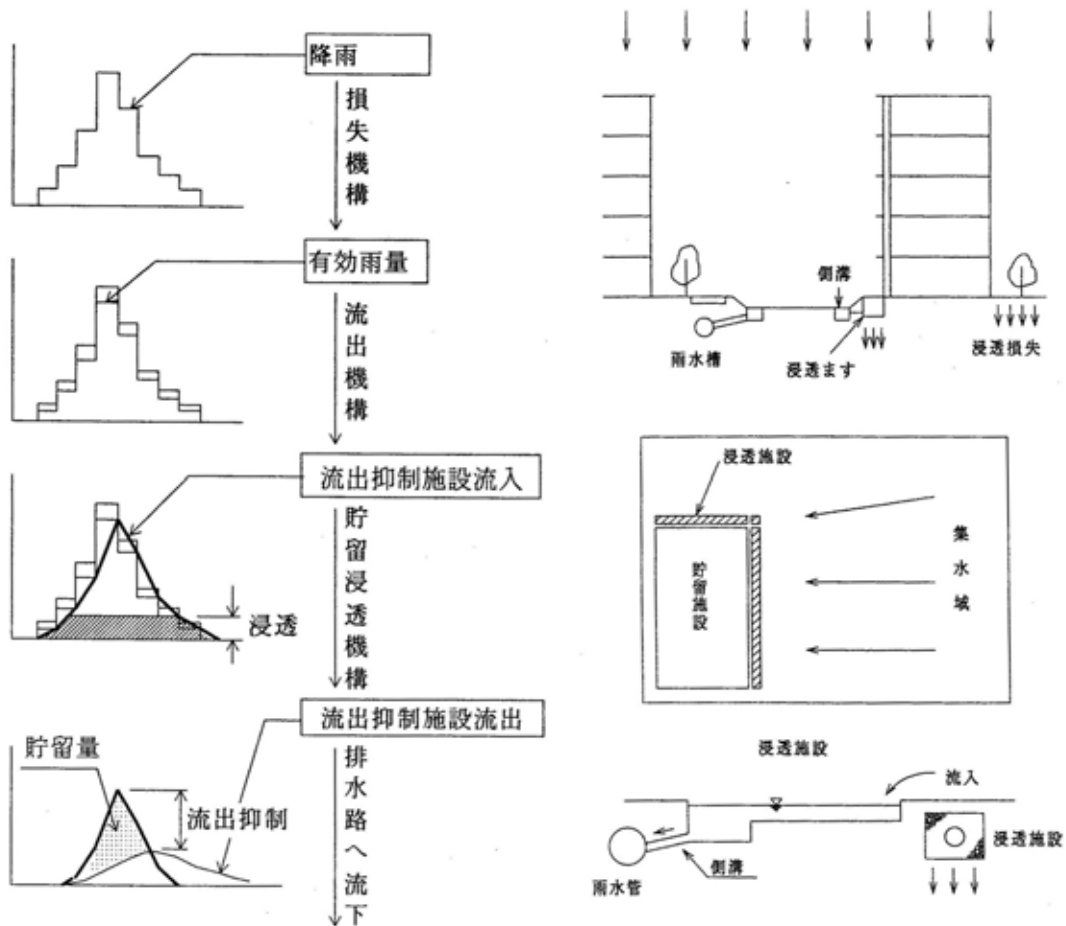 降雨
損失機構
有効雨量
流出機構
流出抑制施設流入
貯留浸透機構
浸透
流出抑制施設流出
貯留量
流出抑制
排水路へ流下
側溝
雨水槽
浸透ます
浸透損失
浸透施設
貯留施設
集水域
浸透施設
流入
浸透施設
側溝
雨水管